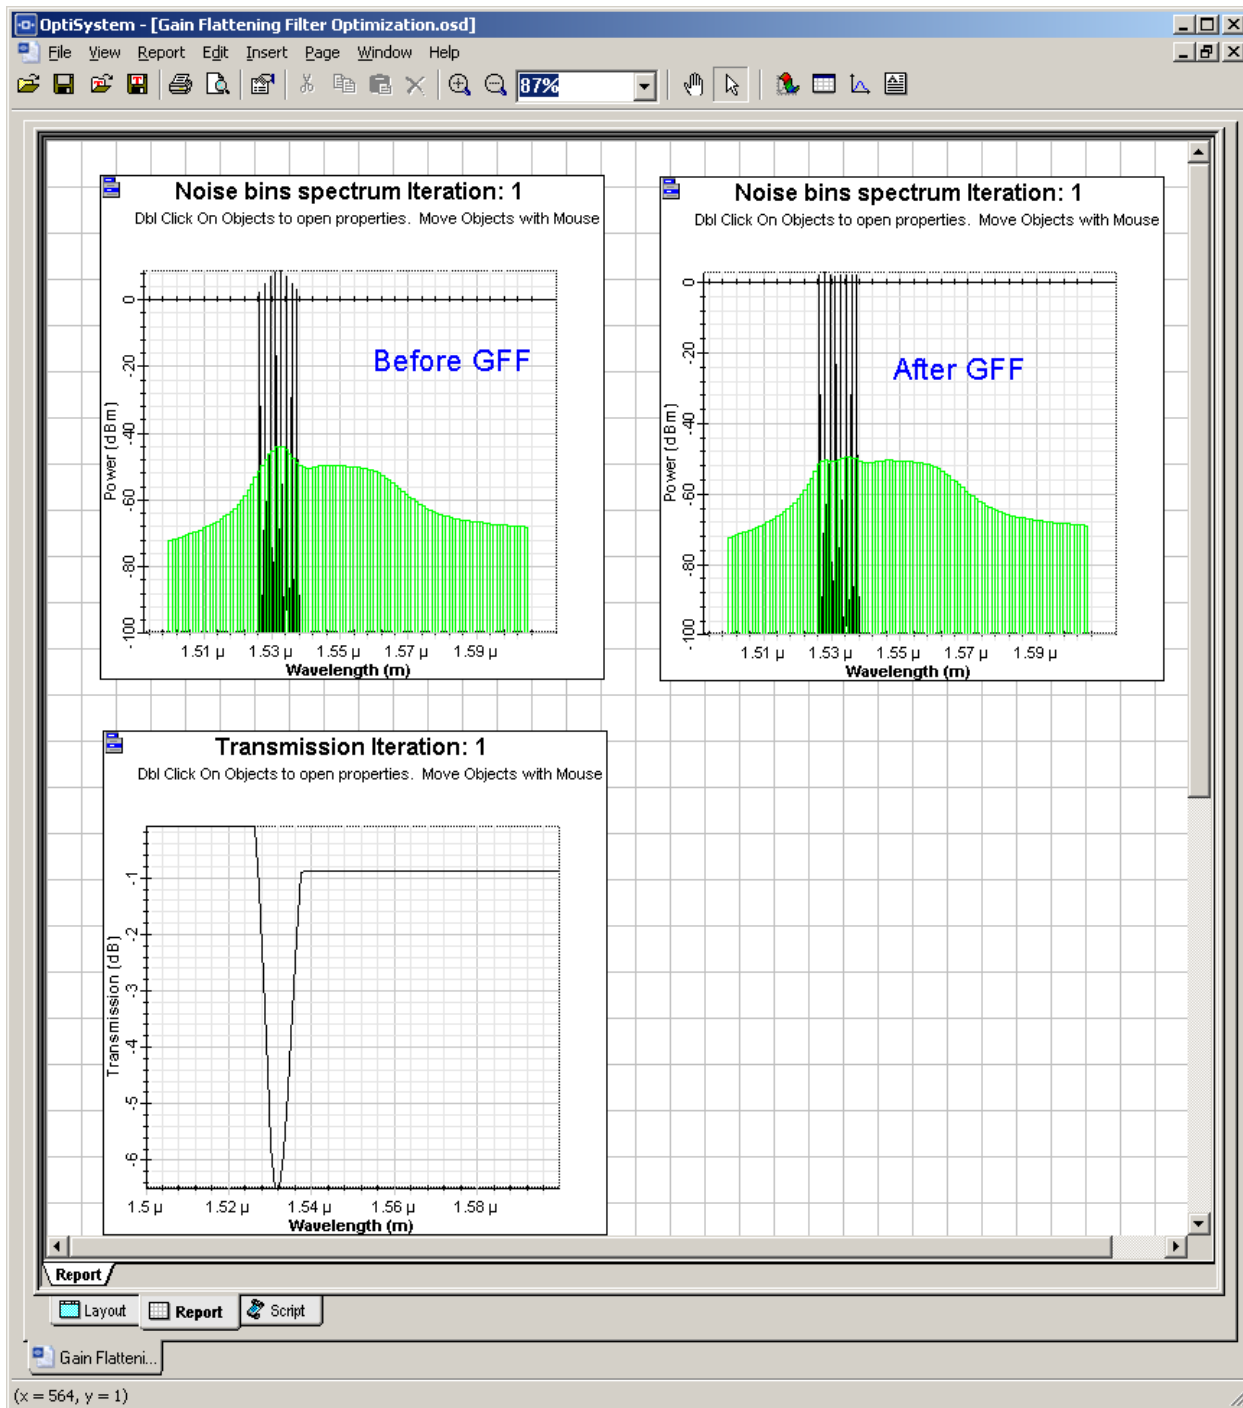 OptiSystem - [Gain Flattening Filter Optimization.osd]
File View Report Edit Insert Page Window Help
87%
Noise bins spectrum Iteration: 1
Dbl Click On Objects to open properties. Move Objects with Mouse
Before GFF
Power (dBm)
0
-20
-40
-60
-80
-100
1.51 µ 1.53 µ 1.55 µ 1.57 µ 1.59 µ
Wavelength (m)
Noise bins spectrum Iteration: 1
Dbl Click On Objects to open properties. Move Objects with Mouse
After GFF
Power (dBm)
0
-20
-40
-60
-80
-100
1.51 µ 1.53 µ 1.55 µ 1.57 µ 1.59 µ
Wavelength (m)
Transmission Iteration: 1
Dbl Click On Objects to open properties. Move Objects with Mouse
Transmission (dB)
-1
-2
-3
-4
-5
-6
1.5 µ 1.52 µ 1.54 µ 1.56 µ 1.58 µ
Wavelength (m)
Report
Layout Report Script
Gain Flatteni...
(x = 564, y = 1)